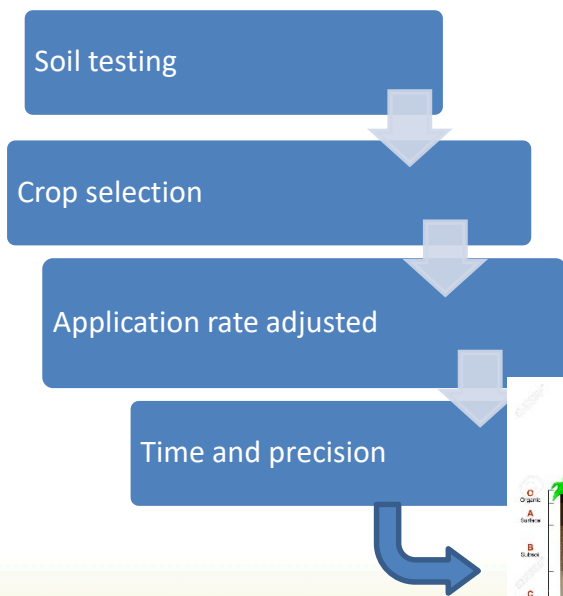 Soil testing
Crop selection
Application rate adjusted
Time and precision
O
Organic
A
Surface
B
Subsoil
C